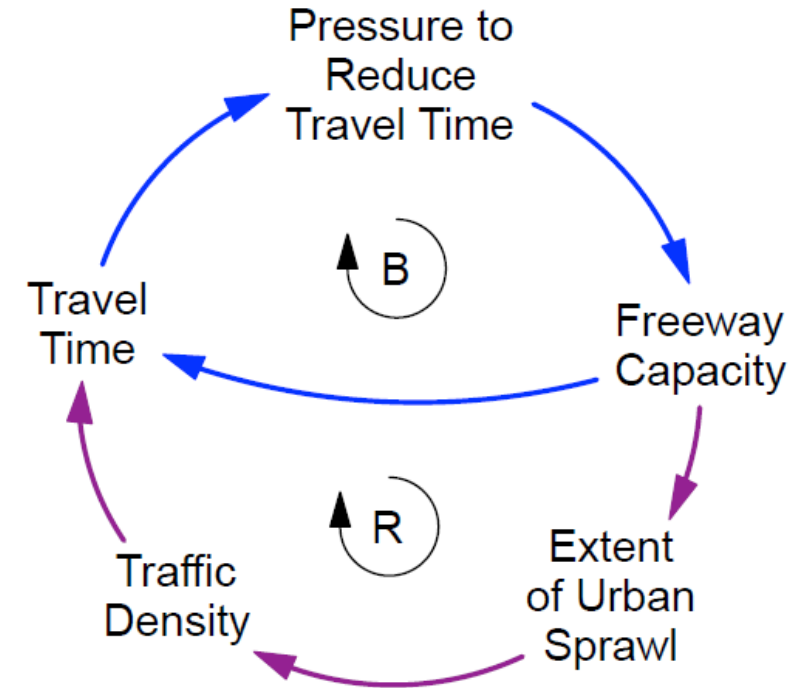 Pressure to
Reduce
Travel Time
B
Travel
Time
Freeway
Capacity
R
Extent
of Urban
Sprawl
Traffic
Density